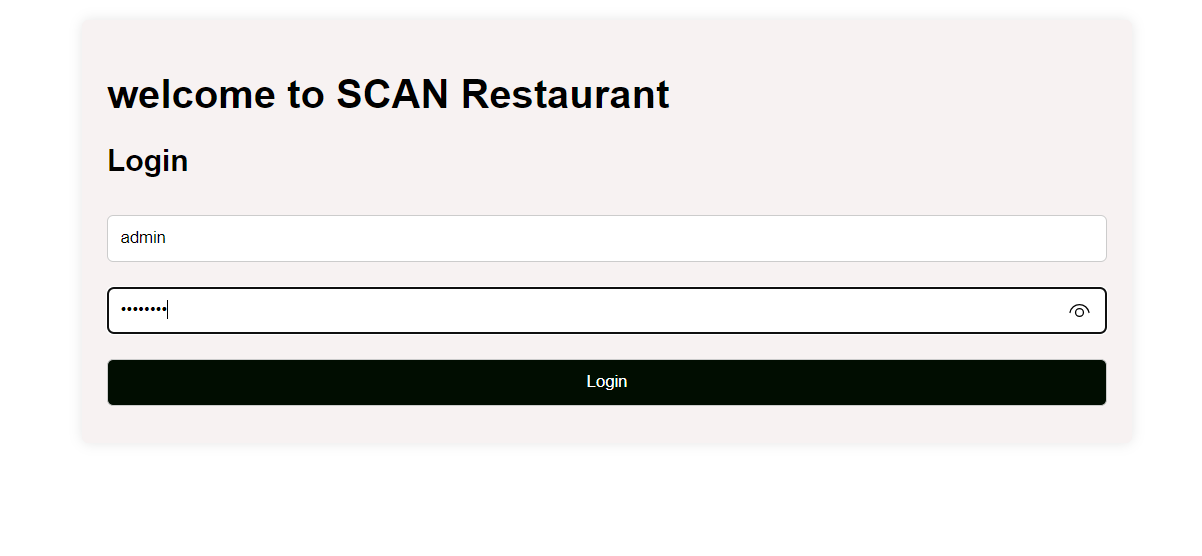 welcome to SCAN Restaurant
Login
admin
••••••••
Login